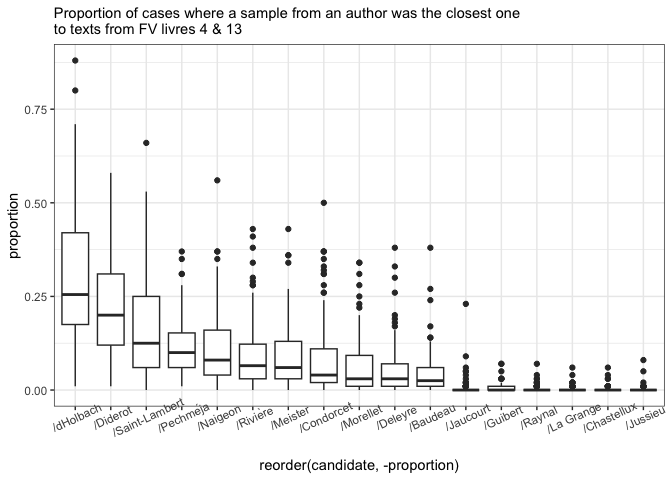 Proportion of cases where a sample from an author was the closest one
to texts from FV livres 4 & 13
proportion
0.75
0.50
0.25
0.00
/dHolbach
/Diderot
/Saint-Lambert
/Pechmeja
/Naigeon
/Rivière
/Meister
/Condorcet
/Morellet
/Deleyre
/Baudeau
/Jaucourt
/Guibert
/Raynal
/La Grange
/Chastellux
/Jussieu
reorder(candidate, -proportion)